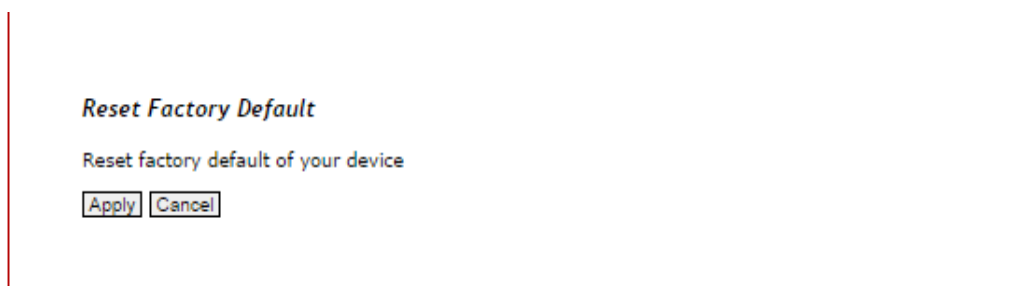 Reset Factory Default
Reset factory default of your device
Apply Cancel